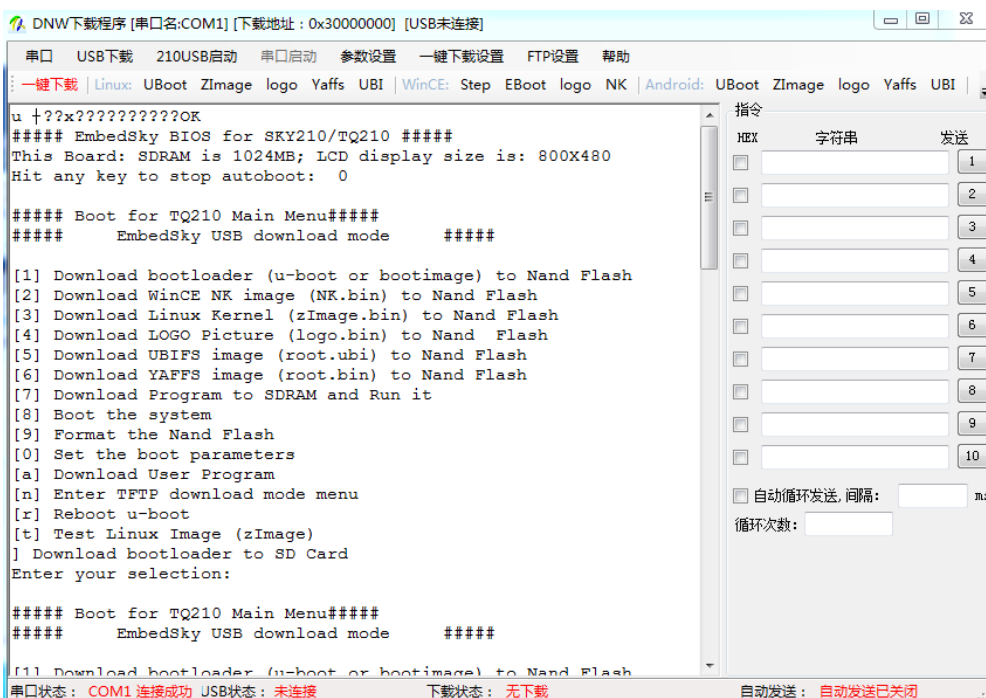 DNW下载程序 [串口名:COM1] [下载地址：0x30000000] [USB未连接]
串口 USB下载 210USB启动 串口启动 参数设置 一键下载设置 FTP设置 帮助
一键下载 Linux: UBoot ZImage logo Yaffs UBI WinCE: Step EBoot logo NK Android: UBoot ZImage logo Yaffs UBI
u ┼??x??????????OK
##### EmbedSky BIOS for SKY210/TQ210 #####
This Board: SDRAM is 1024MB; LCD display size is: 800X480
Hit any key to stop autoboot:  0
##### Boot for TQ210 Main Menu#####
##### EmbedSky USB download mode #####
[1] Download bootloader (u-boot or bootimage) to Nand Flash
[2] Download WinCE NK image (NK.bin) to Nand Flash
[3] Download Linux Kernel (zImage.bin) to Nand Flash
[4] Download LOGO Picture (logo.bin) to Nand  Flash
[5] Download UBIFS image (root.ubi) to Nand Flash
[6] Download YAFFS image (root.bin) to Nand Flash
[7] Download Program to SDRAM and Run it
[8] Boot the system
[9] Format the Nand Flash
[0] Set the boot parameters
[a] Download User Program
[n] Enter TFTP download mode menu
[r] Reboot u-boot
[t] Test Linux Image (zImage)
] Download bootloader to SD Card
Enter your selection:
##### Boot for TQ210 Main Menu#####
##### EmbedSky USB download mode #####
[1] Download bootloader (u-boot or bootimage) to Nand Flash
指令
HEX 字符串 发送
1
2
3
4
5
6
7
8
9
10
自动循环发送,间隔:
循环次数:
串口状态： COM1 连接成功 USB状态：未连接 下载状态： 无下载 自动发送： 自动发送已关闭